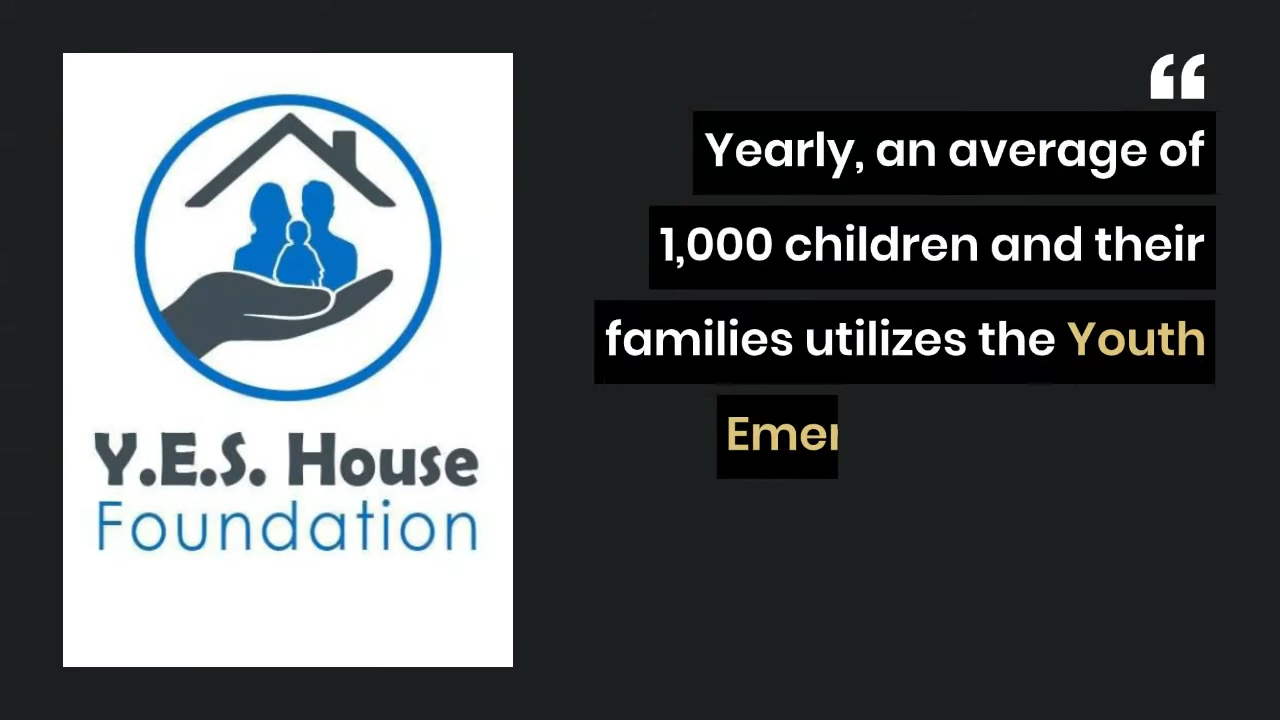 Y.E.S. House
Foundation
“
Yearly, an average of
1,000 children and their
families utilizes the Youth
Emer